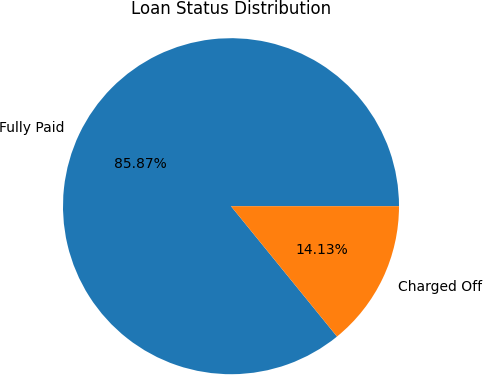 Loan Status Distribution
Fully Paid
85.87%
14.13%
Charged Off